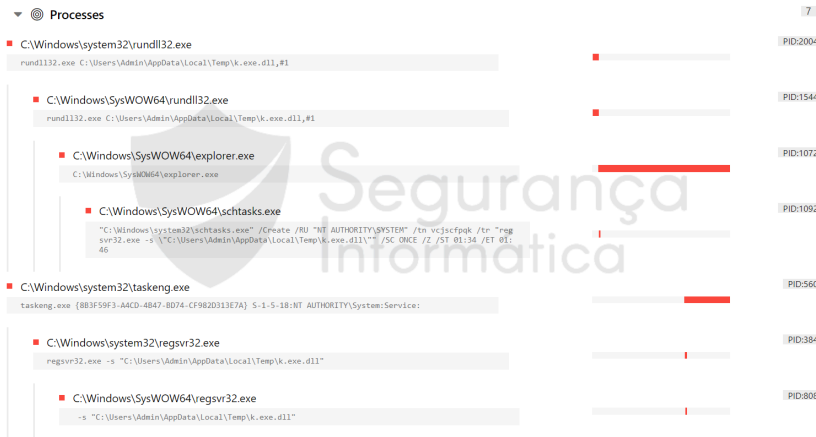 Processes
7
C:\Windows\system32\rundll32.exe
PID:2004
rundll32.exe C:\Users\Admin\AppData\Local\Temp\k.exe.dll,#1
C:\Windows\SysWOW64\rundll32.exe
PID:1544
rundll32.exe C:\Users\Admin\AppData\Local\Temp\k.exe.dll,#1
C:\Windows\SysWOW64\explorer.exe
PID:1072
C:\Windows\SysWOW64\explorer.exe
C:\Windows\SysWOW64\schtasks.exe
PID:1092
"C:\Windows\system32\schtasks.exe" /Create /RU "NT AUTHORITY\SYSTEM" /tn vcjscfpqk /tr "reg
svr32.exe -s \"C:\Users\Admin\AppData\Local\Temp\k.exe.dll\"" /SC ONCE /Z /ST 01:34 /ET 01:
46
Segurança
Informatica
C:\Windows\system32\taskeng.exe
PID:560
taskeng.exe {8B3F59F3-A4CD-4B47-BD74-CF982D313E7A} S-1-5-18:NT AUTHORITY\System:Service:
C:\Windows\system32\regsvr32.exe
PID:384
regsvr32.exe -s "C:\Users\Admin\AppData\Local\Temp\k.exe.dll"
C:\Windows\SysWOW64\regsvr32.exe
PID:808
-s "C:\Users\Admin\AppData\Local\Temp\k.exe.dll"